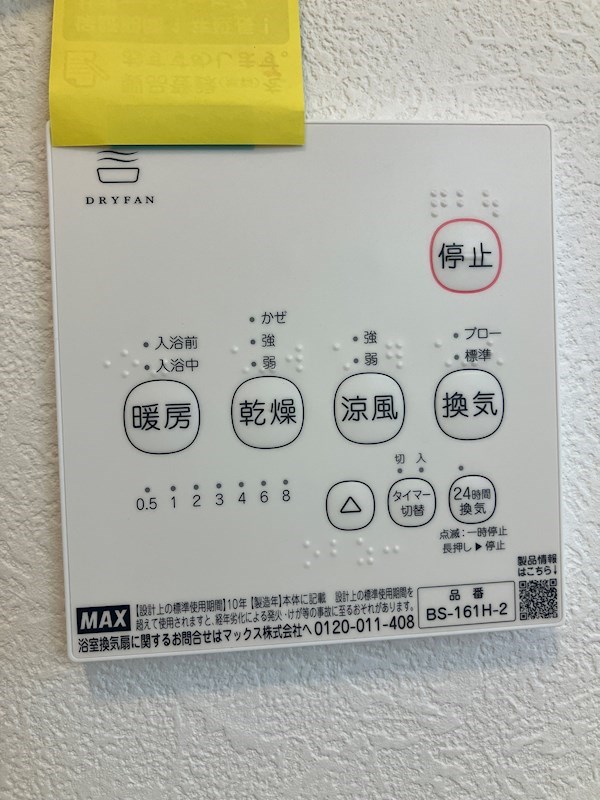 DRYFAN
停止
かぜ
強
弱
入浴前
入浴中
強
弱
ブロー
標準
暖房
乾燥
涼風
換気
0.5 1 2 3 4 6 8
△
切 入
タイマー
切替
24時間
換気
点滅：一時停止
長押し▶停止
製品情報
はこちら↓
MAX
【設計上の標準使用期間】10年【製造年】本体に記載 設計上の標準使用期間を
超えて使用されますと、経年劣化による発火・けが等の事故に至るおそれがあります。
浴室換気扇に関するお問合せはマックス株式会社へ 0120-011-408
品番
BS-161H-2